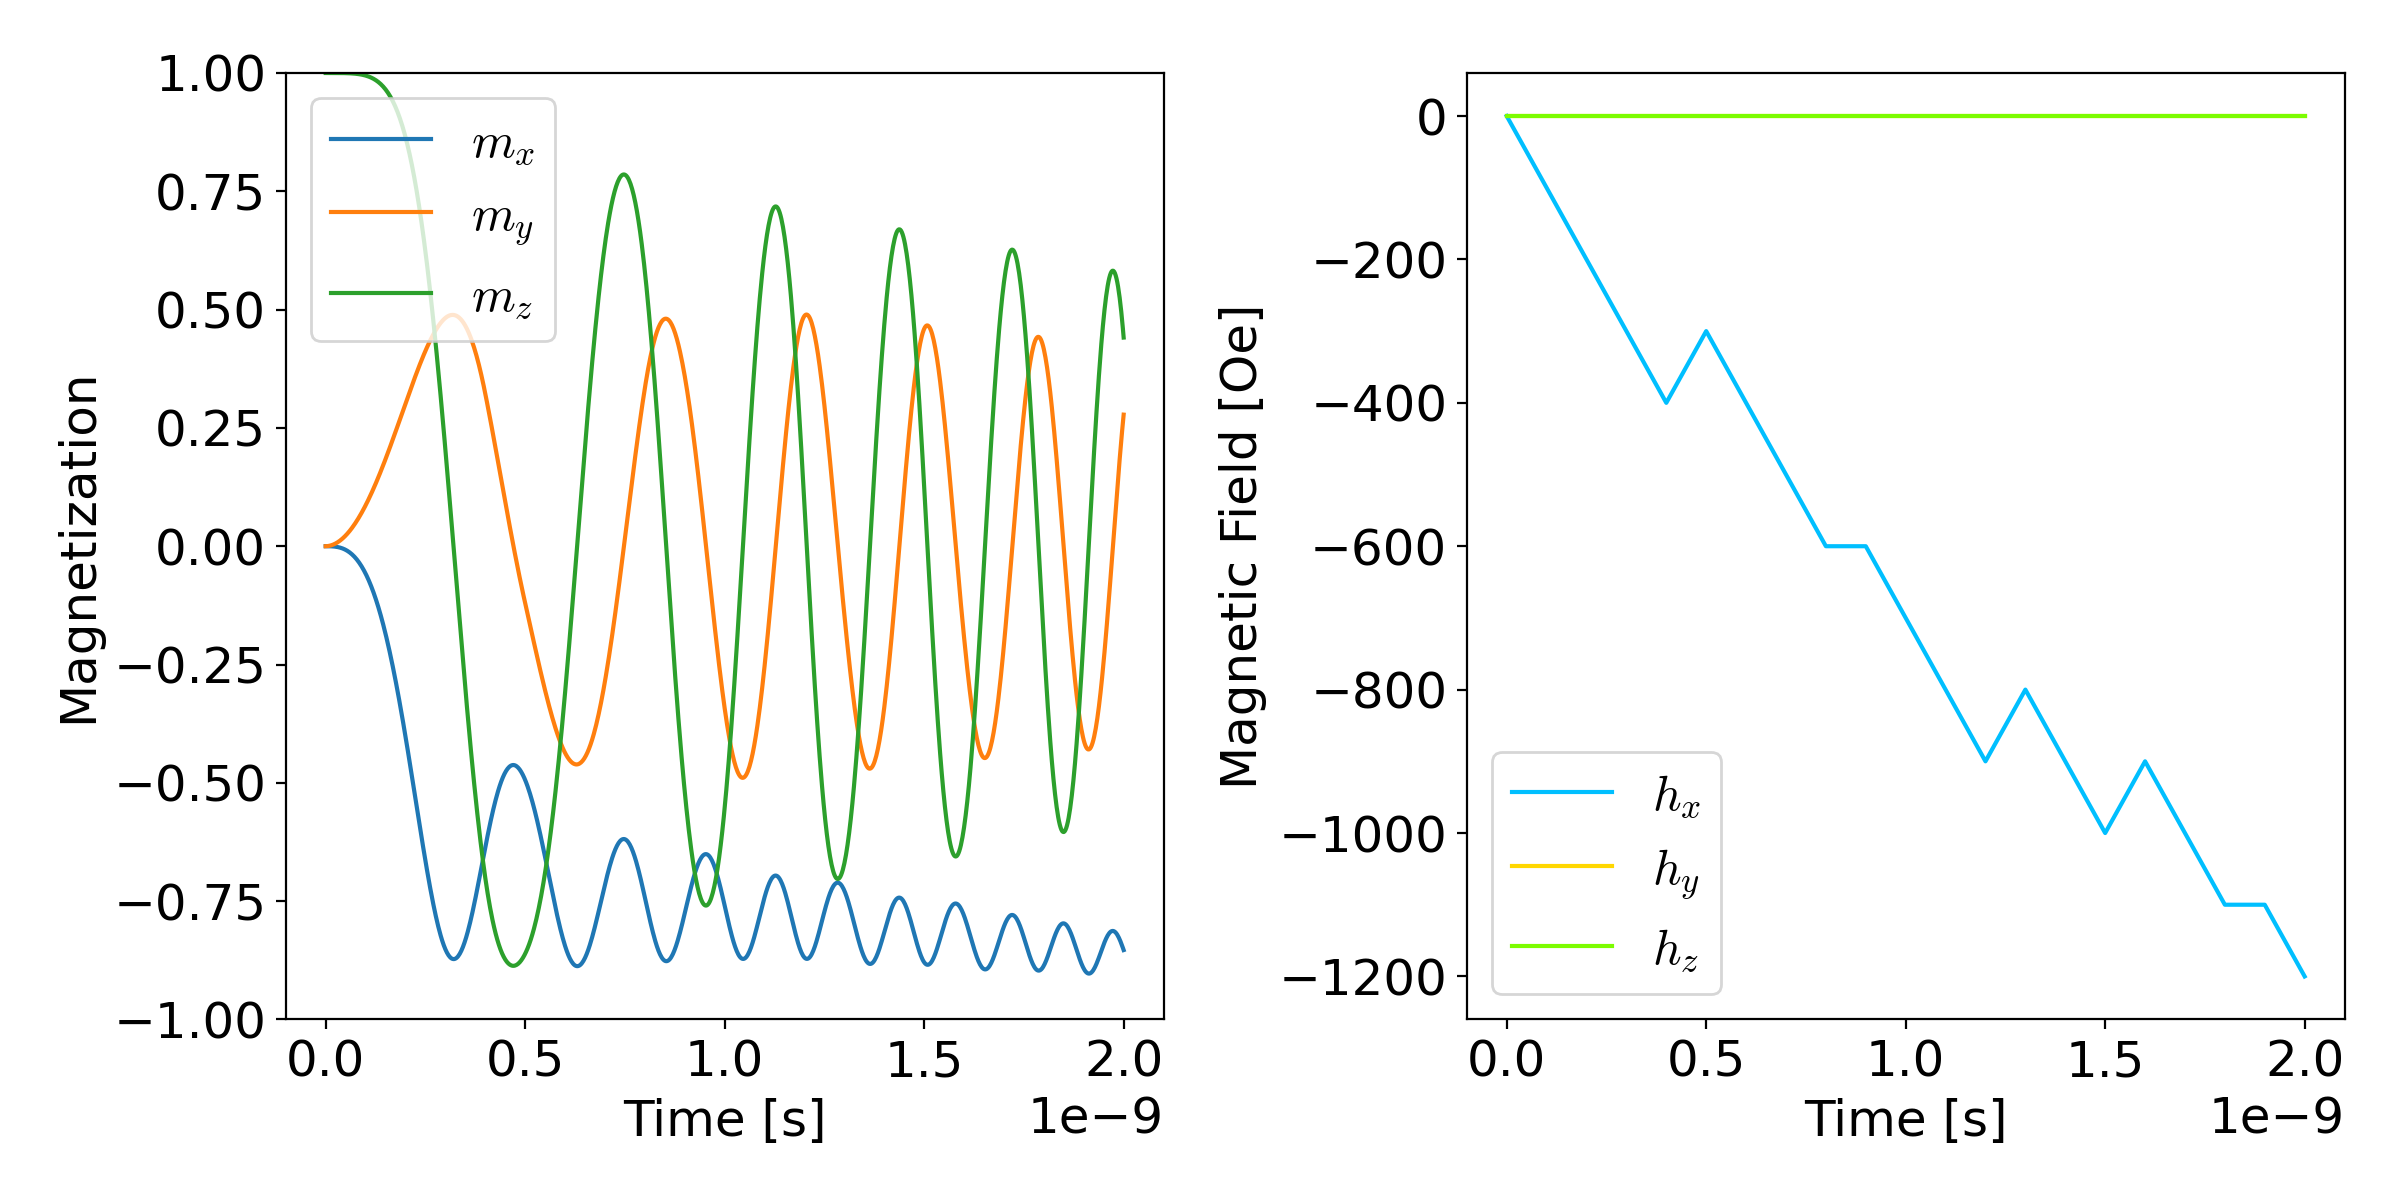 1.00
0.75
0.50
0.25
0.00
−0.25
−0.50
−0.75
−1.00
Magnetization
m_x
m_y
m_z
0.0 0.5 1.0 1.5 2.0
Time [s]
1e−9
0
−200
−400
−600
−800
−1000
−1200
Magnetic Field [Oe]
h_x
h_y
h_z
0.0 0.5 1.0 1.5 2.0
Time [s]
1e−9